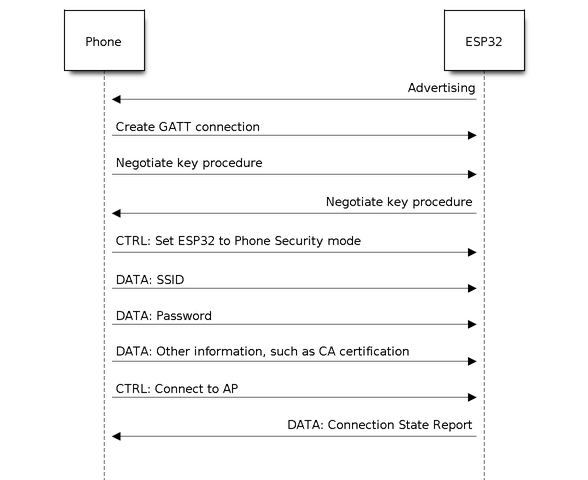 Phone
ESP32
Advertising
Create GATT connection
Negotiate key procedure
Negotiate key procedure
CTRL: Set ESP32 to Phone Security mode
DATA: SSID
DATA: Password
DATA: Other information, such as CA certification
CTRL: Connect to AP
DATA: Connection State Report